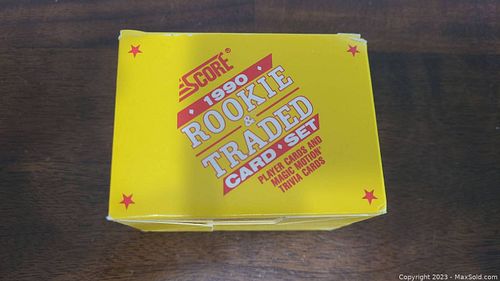 SCORE®
1990
ROOKIE
&
TRADED
CARD • SET
PLAYER CARDS AND
MAGIC MOTION
TRIVIA CARDS
Copyright 2023 - MaxSold.com